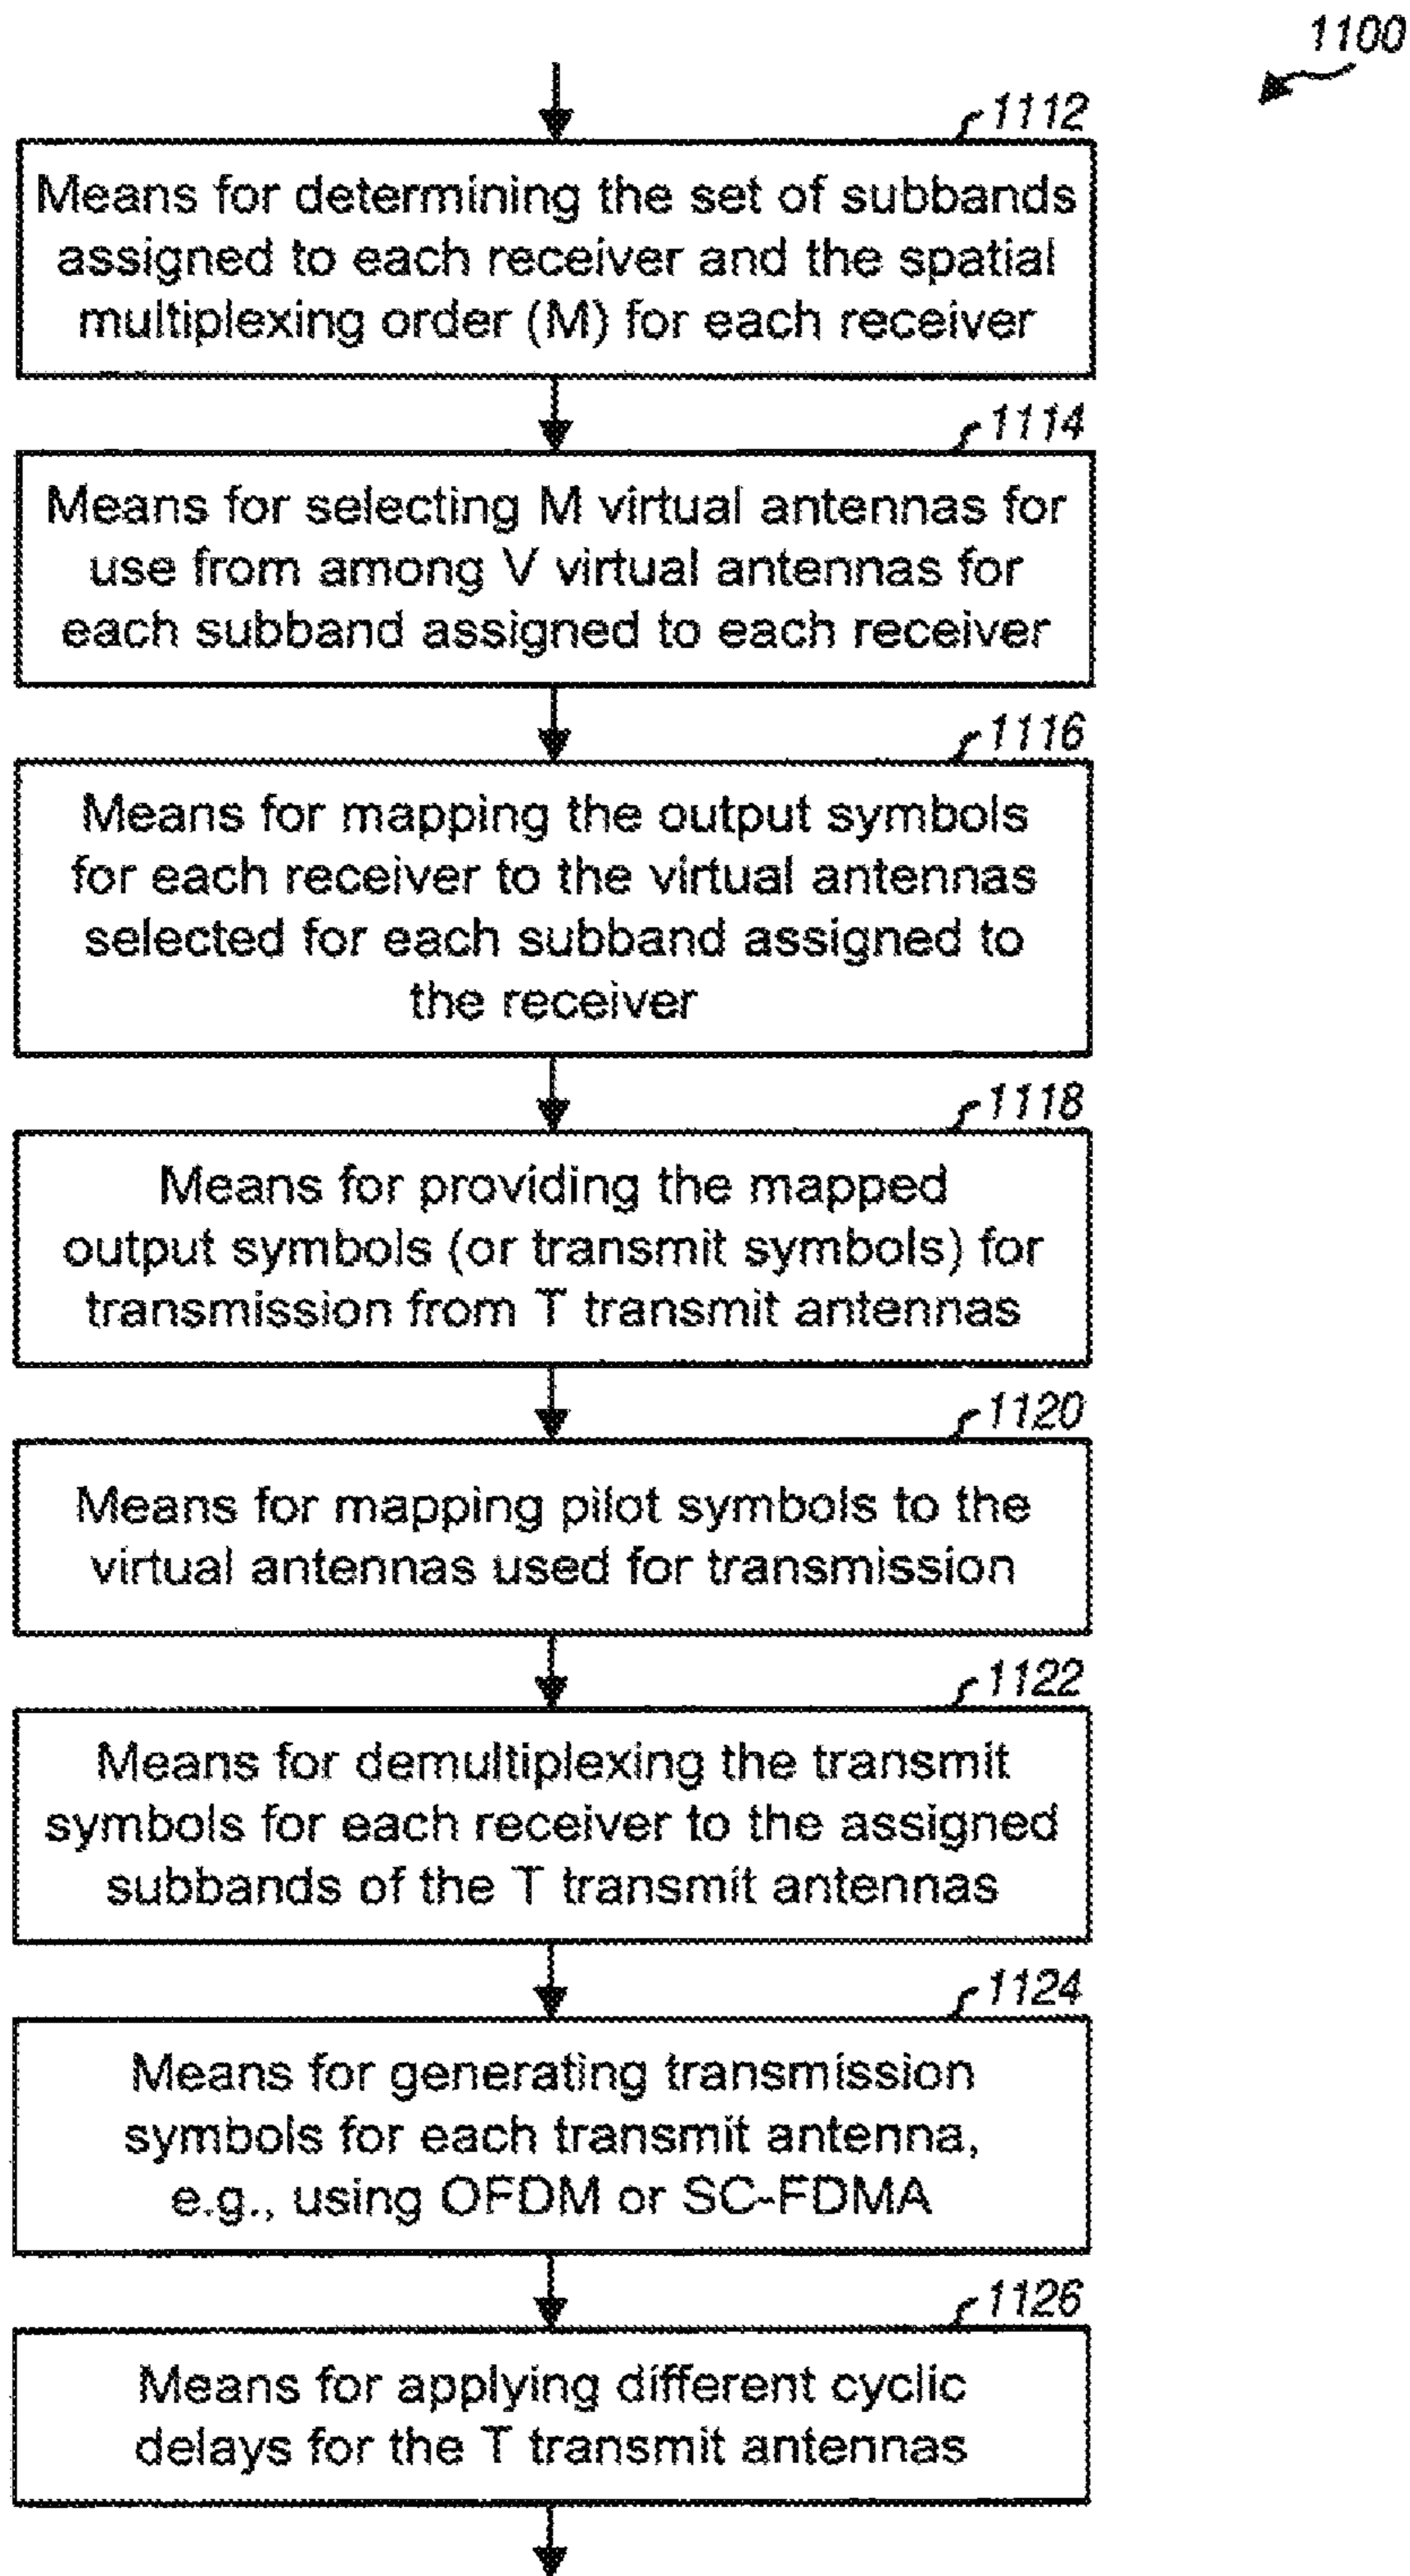 1100
1112
Means for determining the set of subbands
assigned to each receiver and the spatial
multiplexing order (M) for each receiver
1114
Means for selecting M virtual antennas for
use from among V virtual antennas for
each subband assigned to each receiver
1116
Means for mapping the output symbols
for each receiver to the virtual antennas
selected for each subband assigned to
the receiver
1118
Means for providing the mapped
output symbols (or transmit symbols) for
transmission from T transmit antennas
1120
Means for mapping pilot symbols to the
virtual antennas used for transmission
1122
Means for demultiplexing the transmit
symbols for each receiver to the assigned
subbands of the T transmit antennas
1124
Means for generating transmission
symbols for each transmit antenna,
e.g., using OFDM or SC-FDMA
1126
Means for applying different cyclic
delays for the T transmit antennas